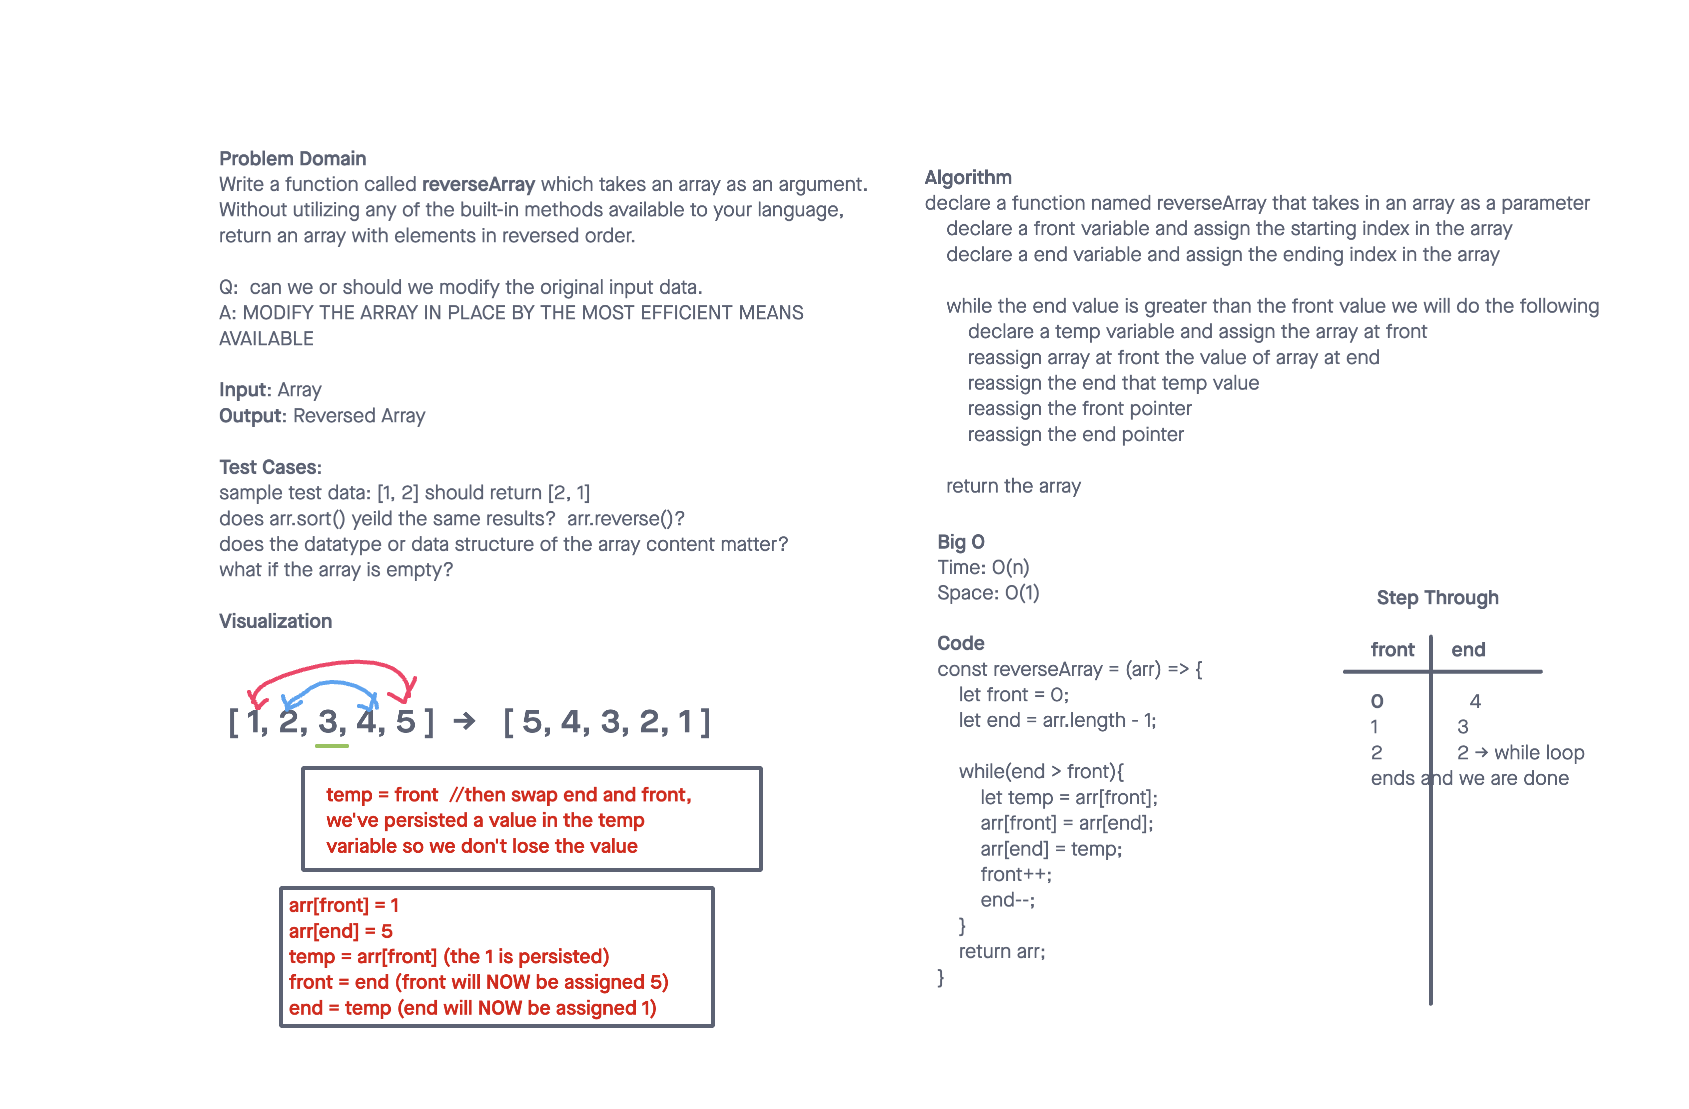 Problem Domain
Write a function called reverseArray which takes an array as an argument.
Without utilizing any of the built-in methods available to your language,
return an array with elements in reversed order.
Q:  can we or should we modify the original input data.
A: MODIFY THE ARRAY IN PLACE BY THE MOST EFFICIENT MEANS
AVAILABLE
Input: Array
Output: Reversed Array
Test Cases:
sample test data: [1, 2] should return [2, 1]
does arr.sort() yeild the same results?  arr.reverse()?
does the datatype or data structure of the array content matter?
what if the array is empty?
Visualization
[ 1, 2, 3, 4, 5 ] → [ 5, 4, 3, 2, 1 ]
temp = front  //then swap end and front,
we've persisted a value in the temp
variable so we don't lose the value
arr[front] = 1
arr[end] = 5
temp = arr[front] (the 1 is persisted)
front = end (front will NOW be assigned 5)
end = temp (end will NOW be assigned 1)
Algorithm
declare a function named reverseArray that takes in an array as a parameter
declare a front variable and assign the starting index in the array
declare a end variable and assign the ending index in the array
while the end value is greater than the front value we will do the following
declare a temp variable and assign the array at front
reassign array at front the value of array at end
reassign the end that temp value
reassign the front pointer
reassign the end pointer
return the array
Big O
Time: O(n)
Space: O(1)
Code
const reverseArray = (arr) => {
let front = 0;
let end = arr.length - 1;
while(end > front){
let temp = arr[front];
arr[front] = arr[end];
arr[end] = temp;
front++;
end--;
}
return arr;
}
Step Through
front end
0 4
1 3
2 2 → while loop
ends and we are done